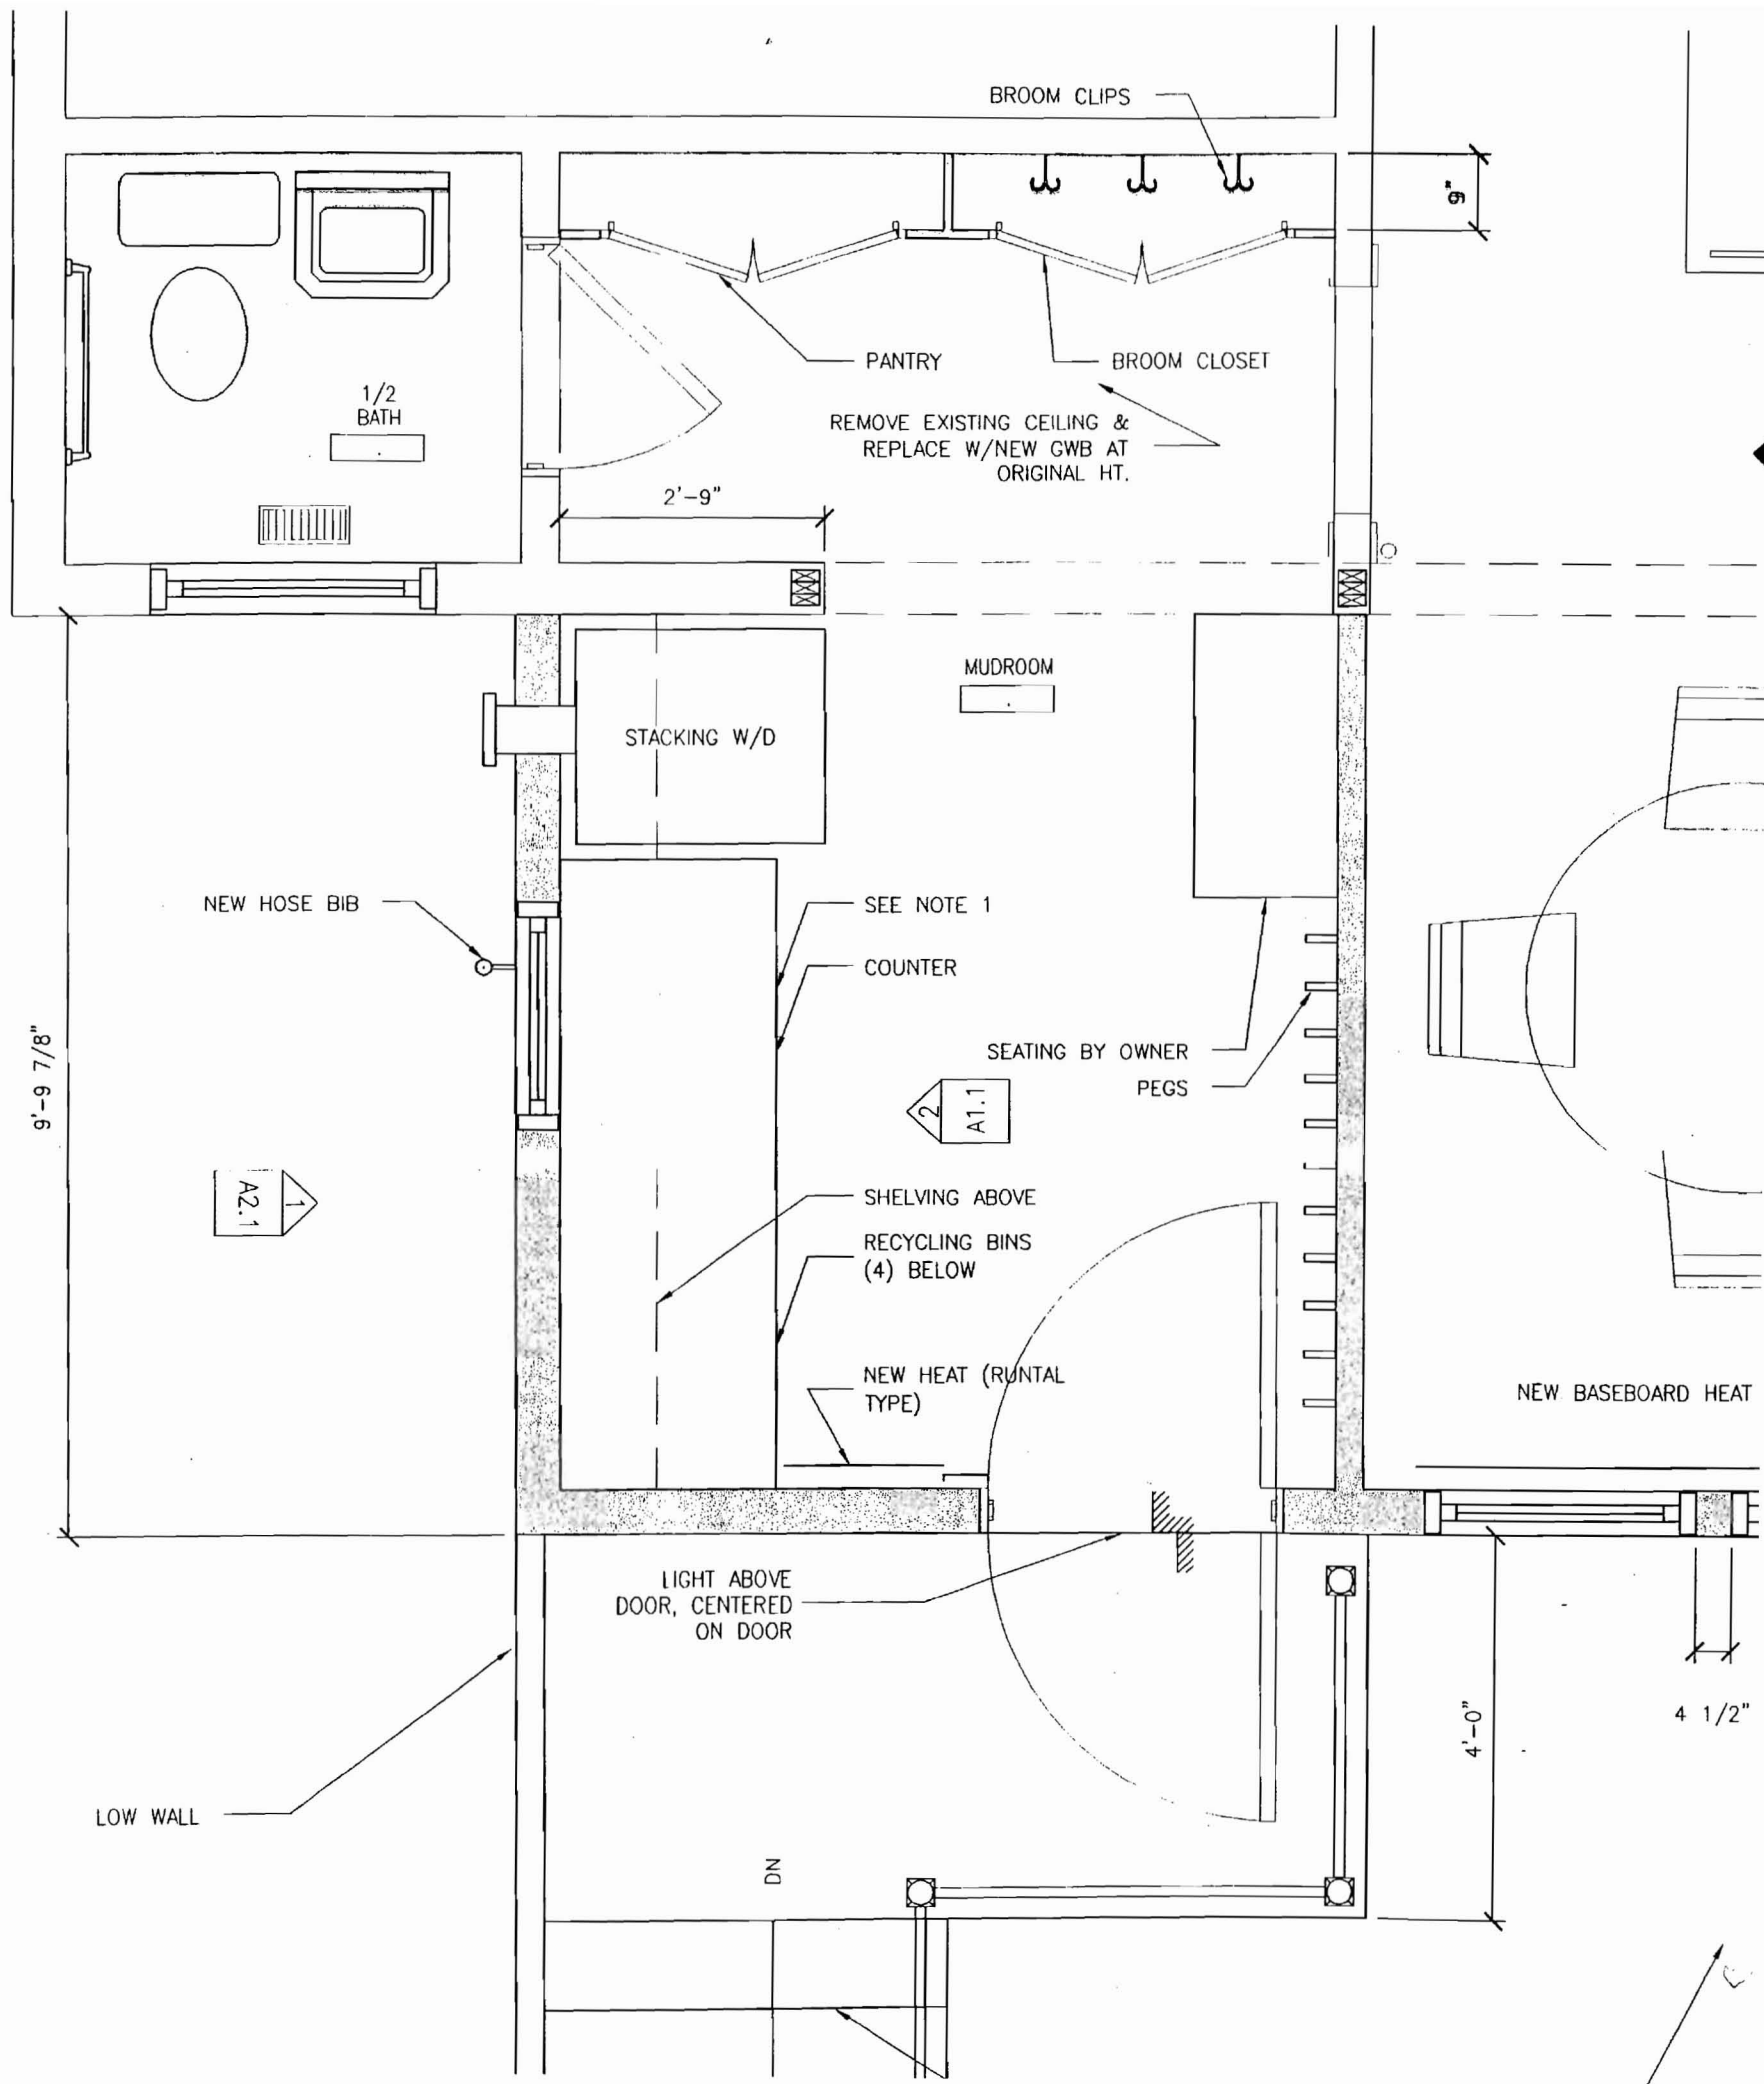 BROOM CLIPS
9"
1/2
BATH
PANTRY
BROOM CLOSET
REMOVE EXISTING CEILING &
REPLACE W/NEW GWB AT
ORIGINAL HT.
2'-9"
MUDROOM
STACKING W/D
NEW HOSE BIB
SEE NOTE 1
COUNTER
9'-9 7/8"
SEATING BY OWNER
PEGS
2
A1.1
1
A2.1
SHELVING ABOVE
RECYCLING BINS
(4) BELOW
NEW HEAT (RUNTAL
TYPE)
NEW BASEBOARD HEAT
LIGHT ABOVE
DOOR, CENTERED
ON DOOR
4'-0"
4 1/2"
LOW WALL
DN